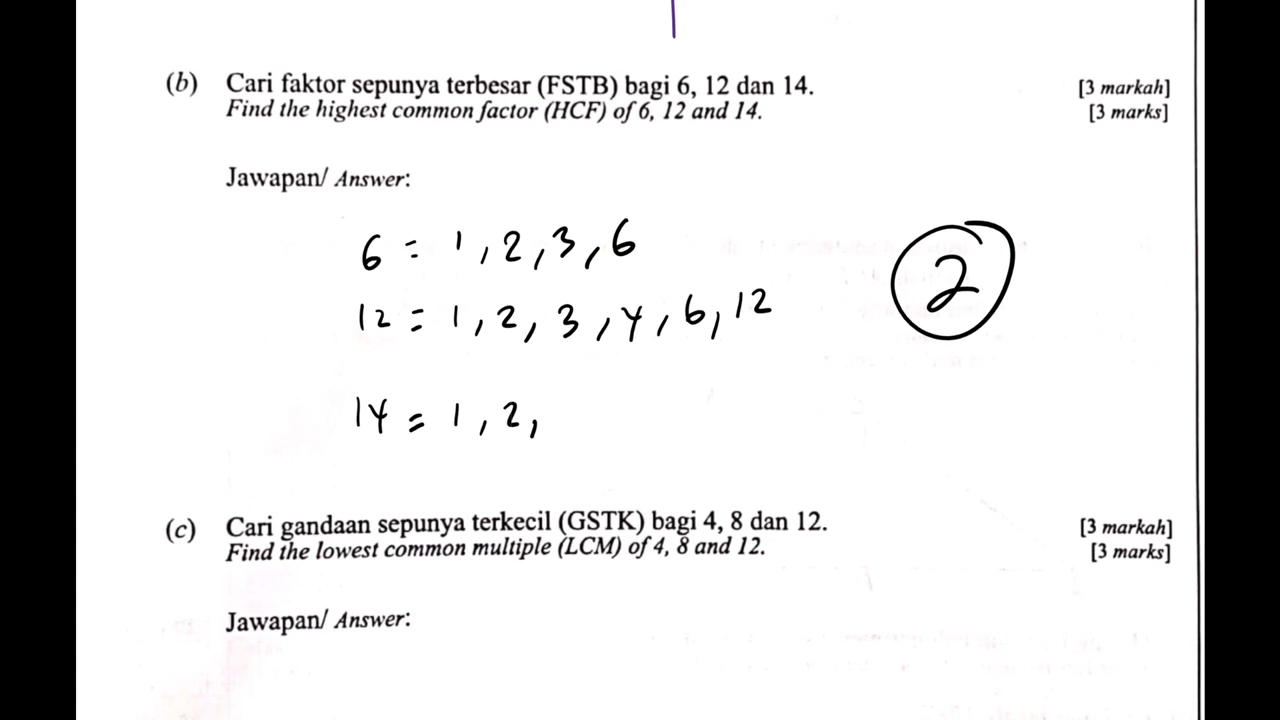 (b) Cari faktor sepunya terbesar (FSTB) bagi 6, 12 dan 14. [3 markah]
Find the highest common factor (HCF) of 6, 12 and 14. [3 marks]
Jawapan/ Answer:
6 = 1, 2, 3, 6
12 = 1, 2, 3, 4, 6, 12
2
14 = 1, 2,
(c) Cari gandaan sepunya terkecil (GSTK) bagi 4, 8 dan 12. [3 markah]
Find the lowest common multiple (LCM) of 4, 8 and 12. [3 marks]
Jawapan/ Answer: